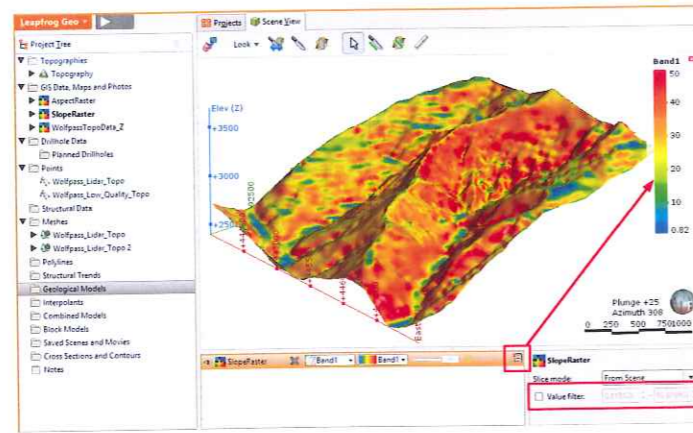 Leapfrog Geo
Projects
Scene View
Project Tree
Look
Topographies
Topography
GIS Data, Maps and Photos
AspectRaster
SlopeRaster
WolfpassTopoData_Z
Drillhole Data
Planned Drillholes
Points
Wolfpass_Lidar_Topo
Wolfpass_Low_Quality_Topo
Structural Data
Meshes
Wolfpass_Lidar_Topo
Wolfpass_Lidar_Topo 2
Polylines
Structural Trends
Geological Models
Interpolants
Combined Models
Block Models
Saved Scenes and Movies
Cross Sections and Contours
Notes
Elev (Z)
+3500
+3000
Band1
50
40
30
20
10
0.82
Plunge +25
Azimuth 308
0 250 500 750 1000
SlopeRaster
Band1
Band1
SlopeRaster
Slice mode:
From Scene
Value filter: